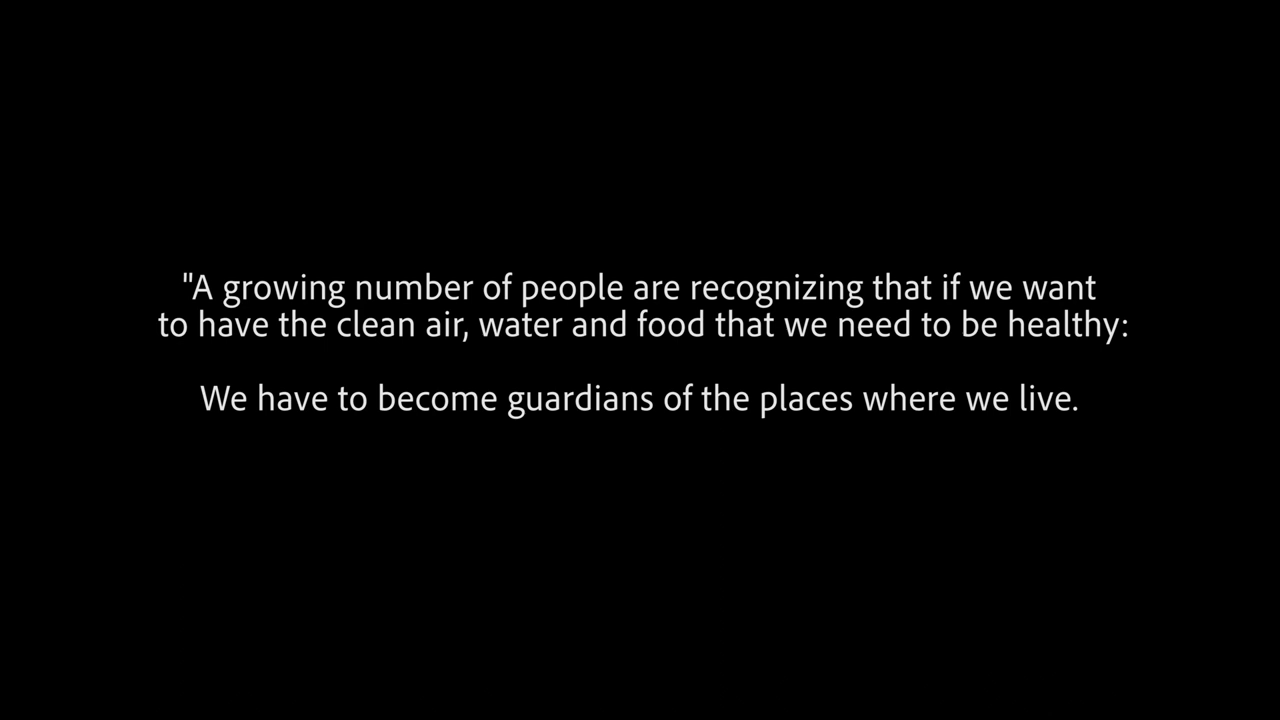 "A growing number of people are recognizing that if we want
to have the clean air, water and food that we need to be healthy:
We have to become guardians of the places where we live.